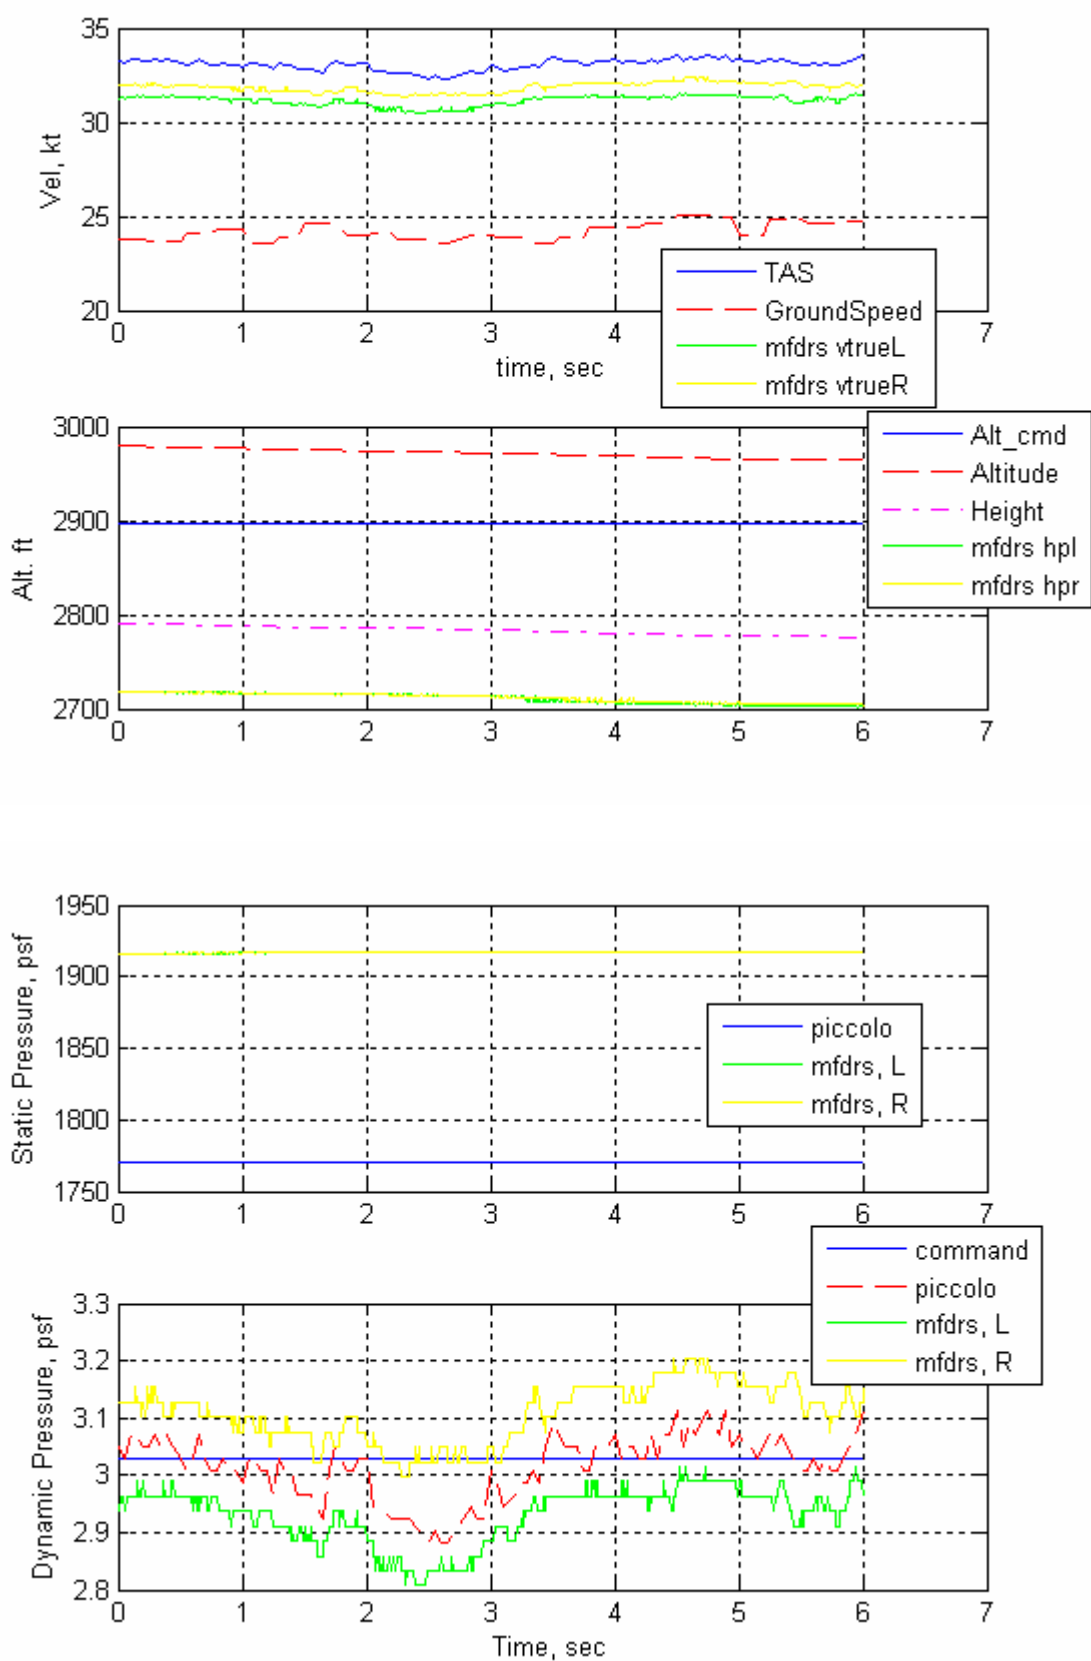 35
30
25
20
Vel, kt
0 1 2 3 4 5 6 7
time, sec
TAS
GroundSpeed
mfdrs vtrueL
mfdrs vtrueR
3000
2900
2800
2700
Alt. ft
0 1 2 3 4 5 6 7
Alt_cmd
Altitude
Height
mfdrs hpl
mfdrs hpr
1950
1900
1850
1800
1750
Static Pressure, psf
0 1 2 3 4 5 6 7
piccolo
mfdrs, L
mfdrs, R
3.3
3.2
3.1
3
2.9
2.8
Dynamic Pressure, psf
0 1 2 3 4 5 6 7
Time, sec
command
piccolo
mfdrs, L
mfdrs, R